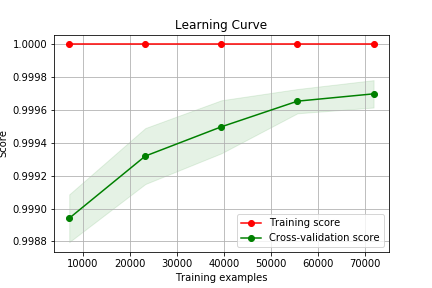 Learning Curve
1.0000
0.9998
0.9996
0.9994
0.9992
0.9990
0.9988
Score
Training score
Cross-validation score
10000 20000 30000 40000 50000 60000 70000
Training examples